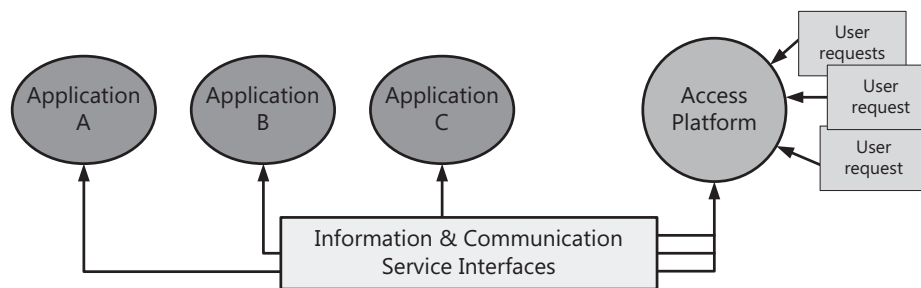 Application
A
Application
B
Application
C
Access
Platform
User
requests
User
request
User
request
Information & Communication
Service Interfaces